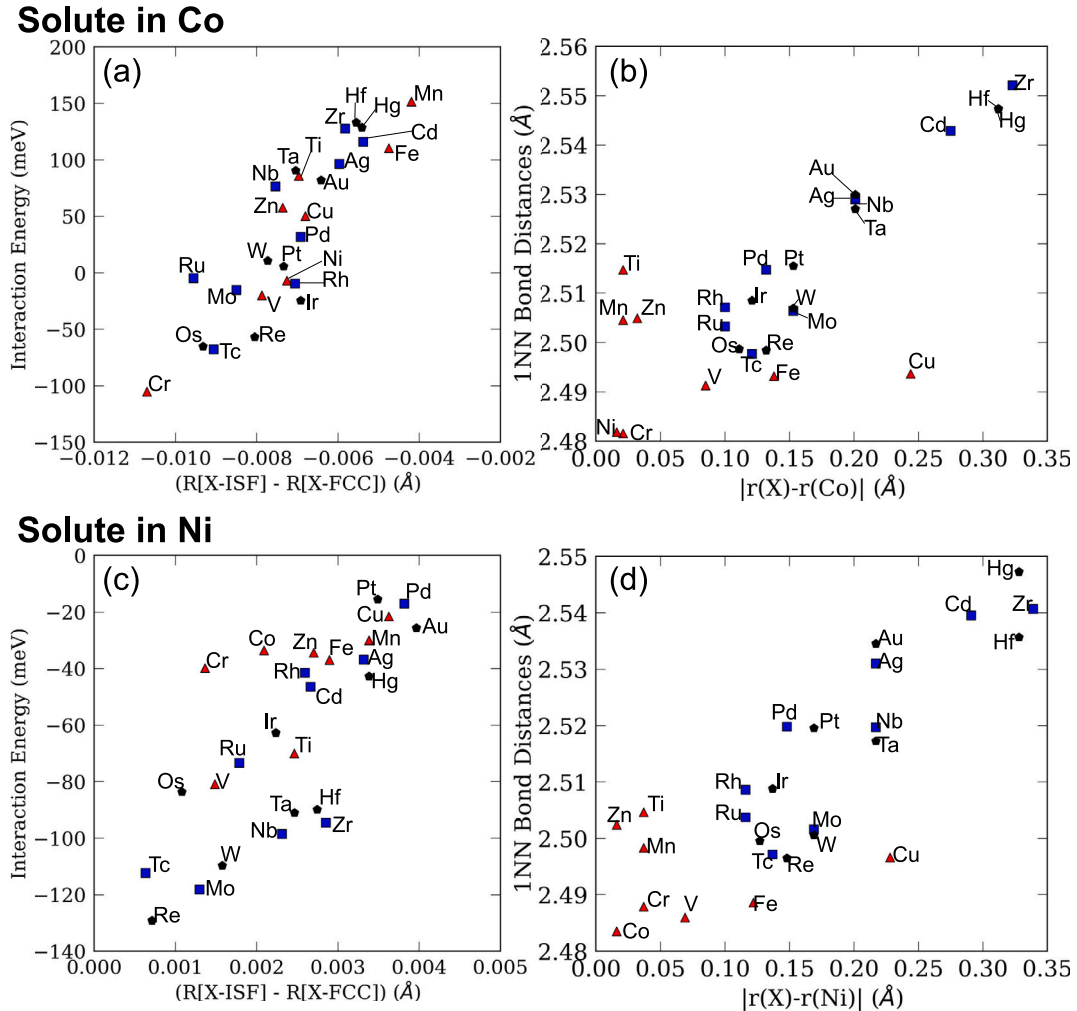 Solute in Co
(a)
Interaction Energy (meV)
200
150
100
50
0
−50
−100
−150
Hf
Hg
Mn
Zr
Cd
Ta
Ti
Ag
Fe
Nb
Au
Zn
Cu
Pd
W
Pt
Ni
Ru
Rh
Mo
V
Ir
Os
Re
Tc
Cr
−0.012
−0.010
−0.008
−0.006
−0.004
−0.002
(R[X-ISF] - R[X-FCC]) (Å)
(b)
1NN Bond Distances (Å)
2.56
2.55
2.54
2.53
2.52
2.51
2.50
2.49
2.48
Zr
Hf
Hg
Cd
Au
Ag
Nb
Ta
Ti
Pd
Pt
Mn
Zn
Rh
Ir
W
Ru
Mo
Os
Re
Tc
V
Fe
Cu
Ni
Cr
0.00
0.05
0.10
0.15
0.20
0.25
0.30
0.35
|r(X)-r(Co)| (Å)
Solute in Ni
(c)
Interaction Energy (meV)
0
−20
−40
−60
−80
−100
−120
−140
Pt
Pd
Cu
Au
Co
Zn
Fe
Mn
Cr
Rh
Ag
Cd
Hg
Ir
Ru
Ti
Os
V
Ta
Hf
Nb
Zr
Tc
W
Mo
Re
0.000
0.001
0.002
0.003
0.004
0.005
(R[X-ISF] - R[X-FCC]) (Å)
(d)
1NN Bond Distances (Å)
2.55
2.54
2.53
2.52
2.51
2.50
2.49
2.48
Hg
Cd
Zr
Hf
Au
Ag
Pd
Pt
Nb
Ta
Rh
Ir
Zn
Ti
Ru
Os
Mo
Mn
W
Tc
Re
Cu
Cr
V
Fe
Co
0.00
0.05
0.10
0.15
0.20
0.25
0.30
0.35
|r(X)-r(Ni)| (Å)